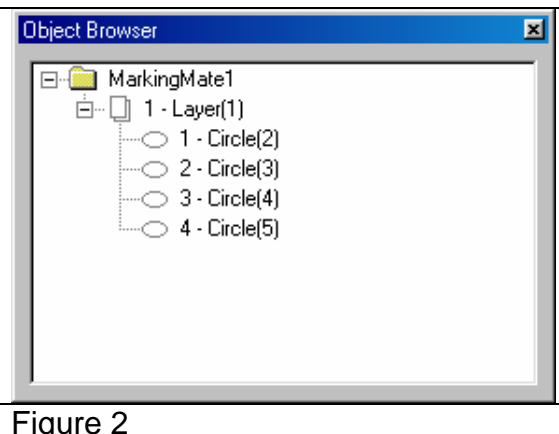 Object Browser
MarkingMate1
1 - Layer(1)
1 - Circle(2)
2 - Circle(3)
3 - Circle(4)
4 - Circle(5)
Figure 2